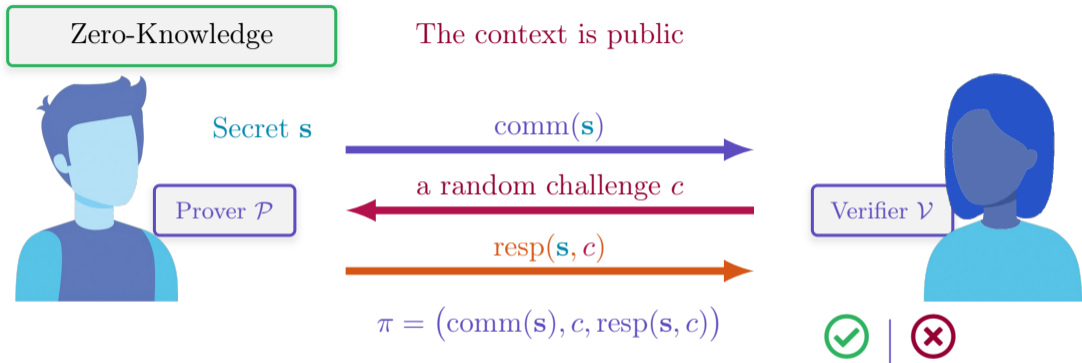 Zero-Knowledge
The context is public
Secret s
comm(s)
a random challenge c
Prover 𝒫
Verifier 𝒱
resp(s, c)
π = (comm(s), c, resp(s, c))